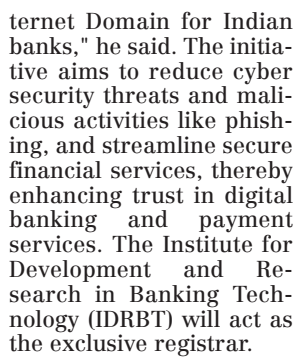 ternet Domain for Indian
banks," he said. The initia-
tive aims to reduce cyber
security threats and mali-
cious activities like phish-
ing, and streamline secure
financial services, thereby
enhancing trust in digital
banking and payment
services. The Institute for
Development and Re-
search in Banking Tech-
nology (IDRBT) will act as
the exclusive registrar.